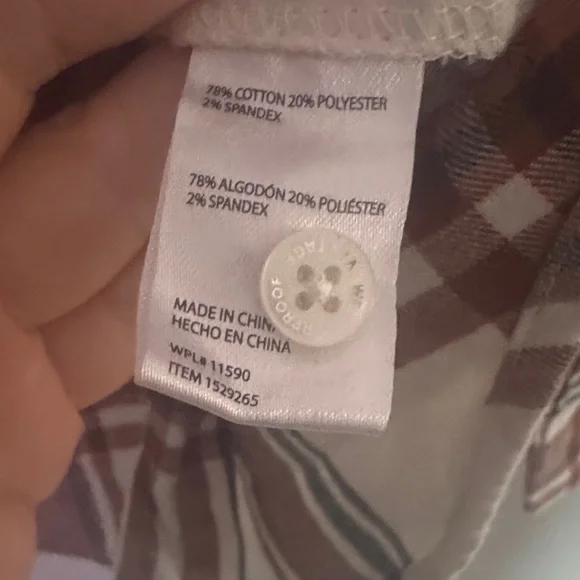 78% COTTON 20% POLYESTER
2% SPANDEX
78% ALGODÓN 20% POLIÉSTER
2% SPANDEX
MADE IN CHINA
HECHO EN CHINA
WPL# 11590
ITEM 1529265